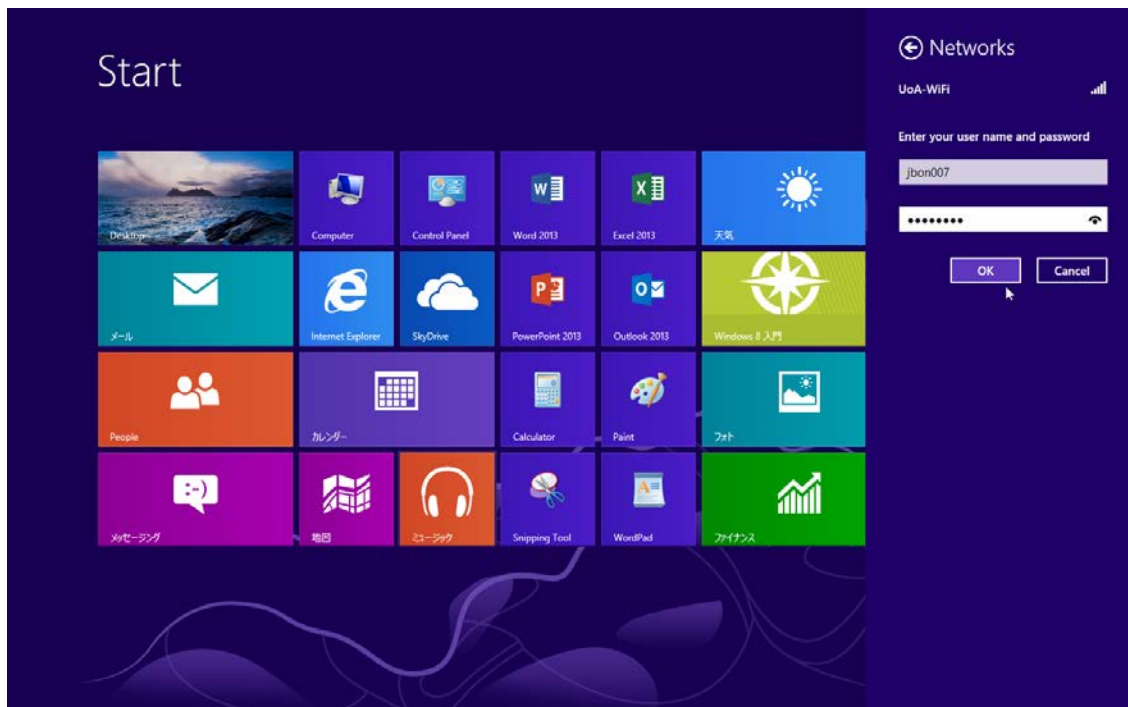 Start
Networks
UoA-WiFi
Enter your user name and password
jbon007
••••••••
OK
Cancel
Desktop
Computer
Control Panel
Word 2013
Excel 2013
天気
メール
Internet Explorer
SkyDrive
PowerPoint 2013
Outlook 2013
Windows 8 入門
People
カレンダー
Calculator
Paint
フォト
:-)
メッセージング
地図
ミュージック
Snipping Tool
WordPad
ファイナンス